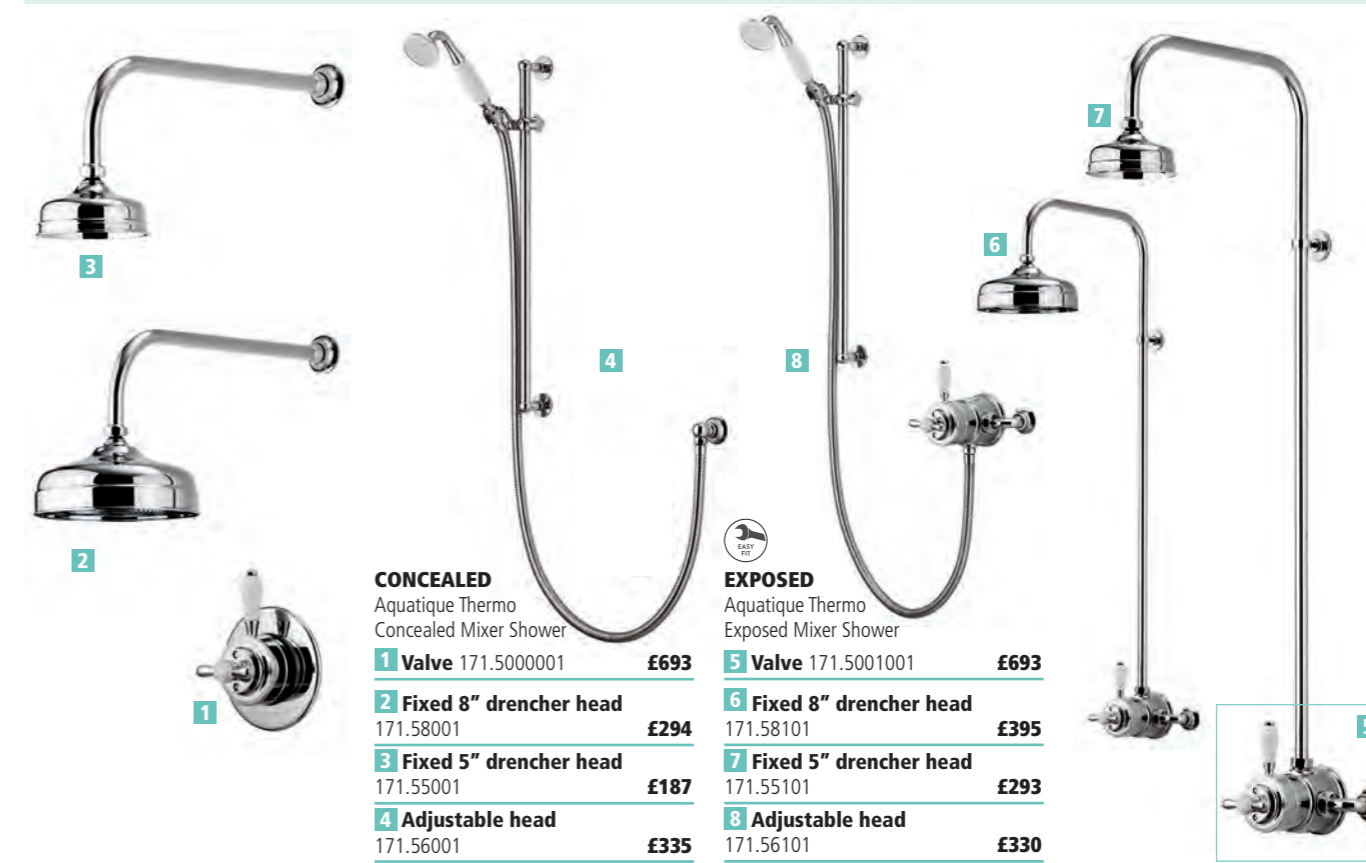 3
2
1
4
8
7
6
5
EASY
FIT
CONCEALED
Aquatique Thermo
Concealed Mixer Shower
1 Valve 171.5000001 £693
2 Fixed 8” drencher head
171.58001 £294
3 Fixed 5” drencher head
171.55001 £187
4 Adjustable head
171.56001 £335
EXPOSED
Aquatique Thermo
Exposed Mixer Shower
5 Valve 171.5001001 £693
6 Fixed 8” drencher head
171.58101 £395
7 Fixed 5” drencher head
171.55101 £293
8 Adjustable head
171.56101 £330